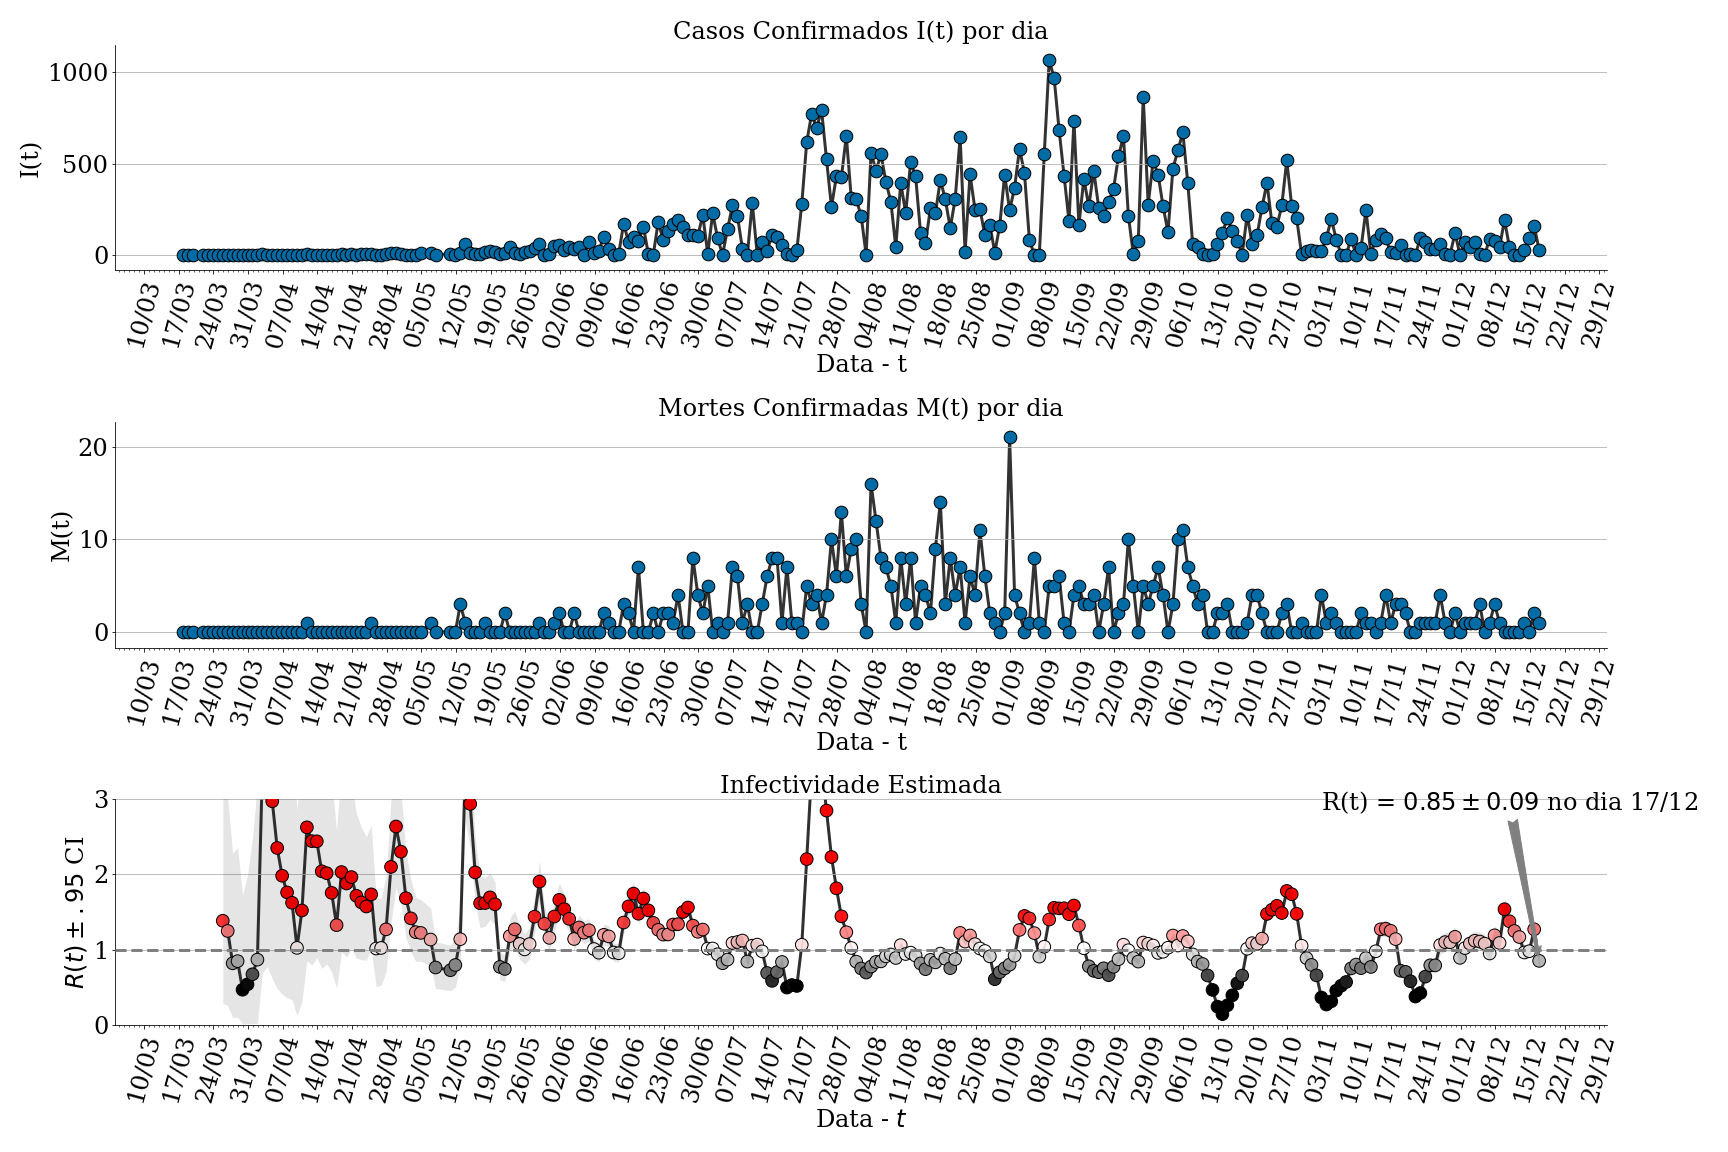 Casos Confirmados I(t) por dia
1000
500
0
I(t)
10/03 17/03 24/03 31/03 07/04 14/04 21/04 28/04 05/05 12/05 19/05 26/05 02/06 09/06 16/06 23/06 30/06 07/07 14/07 21/07 28/07 04/08 11/08 18/08 25/08 01/09 08/09 15/09 22/09 29/09 06/10 13/10 20/10 27/10 03/11 10/11 17/11 24/11 01/12 08/12 15/12 22/12 29/12
Data - t
Mortes Confirmadas M(t) por dia
20
10
0
M(t)
10/03 17/03 24/03 31/03 07/04 14/04 21/04 28/04 05/05 12/05 19/05 26/05 02/06 09/06 16/06 23/06 30/06 07/07 14/07 21/07 28/07 04/08 11/08 18/08 25/08 01/09 08/09 15/09 22/09 29/09 06/10 13/10 20/10 27/10 03/11 10/11 17/11 24/11 01/12 08/12 15/12 22/12 29/12
Data - t
Infectividade Estimada
R(t) = 0.85 ± 0.09 no dia 17/12
3
2
1
0
R(t) ± .95 CI
10/03 17/03 24/03 31/03 07/04 14/04 21/04 28/04 05/05 12/05 19/05 26/05 02/06 09/06 16/06 23/06 30/06 07/07 14/07 21/07 28/07 04/08 11/08 18/08 25/08 01/09 08/09 15/09 22/09 29/09 06/10 13/10 20/10 27/10 03/11 10/11 17/11 24/11 01/12 08/12 15/12 22/12 29/12
Data - t